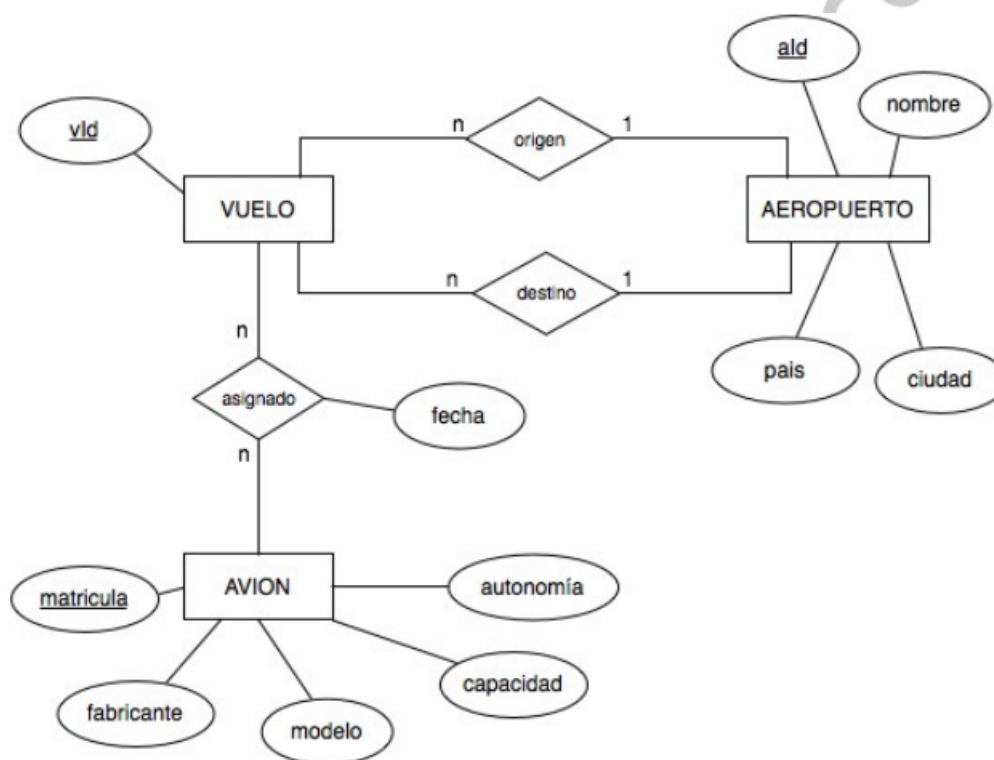 aId
nombre
vId
n
origen
1
VUELO
AEROPUERTO
n
destino
1
n
pais
ciudad
asignado
fecha
n
matricula
AVION
autonomía
capacidad
fabricante
modelo